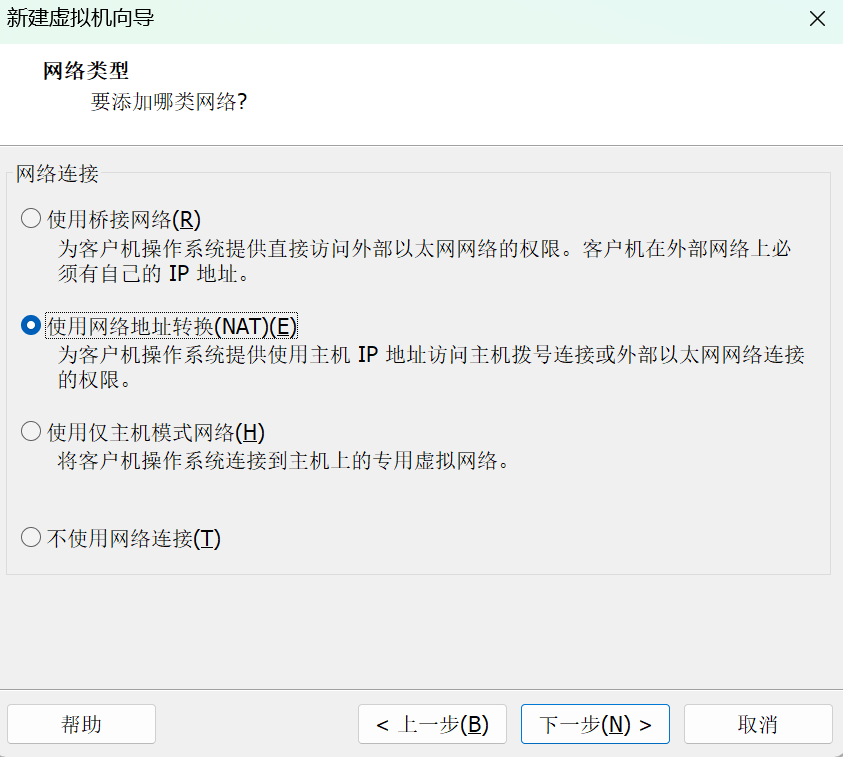 新建虚拟机向导
网络类型
要添加哪类网络?
网络连接
使用桥接网络(R)
为客户机操作系统提供直接访问外部以太网网络的权限。客户机在外部网络上必
须有自己的 IP 地址。
使用网络地址转换(NAT)(E)
为客户机操作系统提供使用主机 IP 地址访问主机拨号连接或外部以太网网络连接
的权限。
使用仅主机模式网络(H)
将客户机操作系统连接到主机上的专用虚拟网络。
不使用网络连接(T)
帮助
< 上一步(B)
下一步(N) >
取消